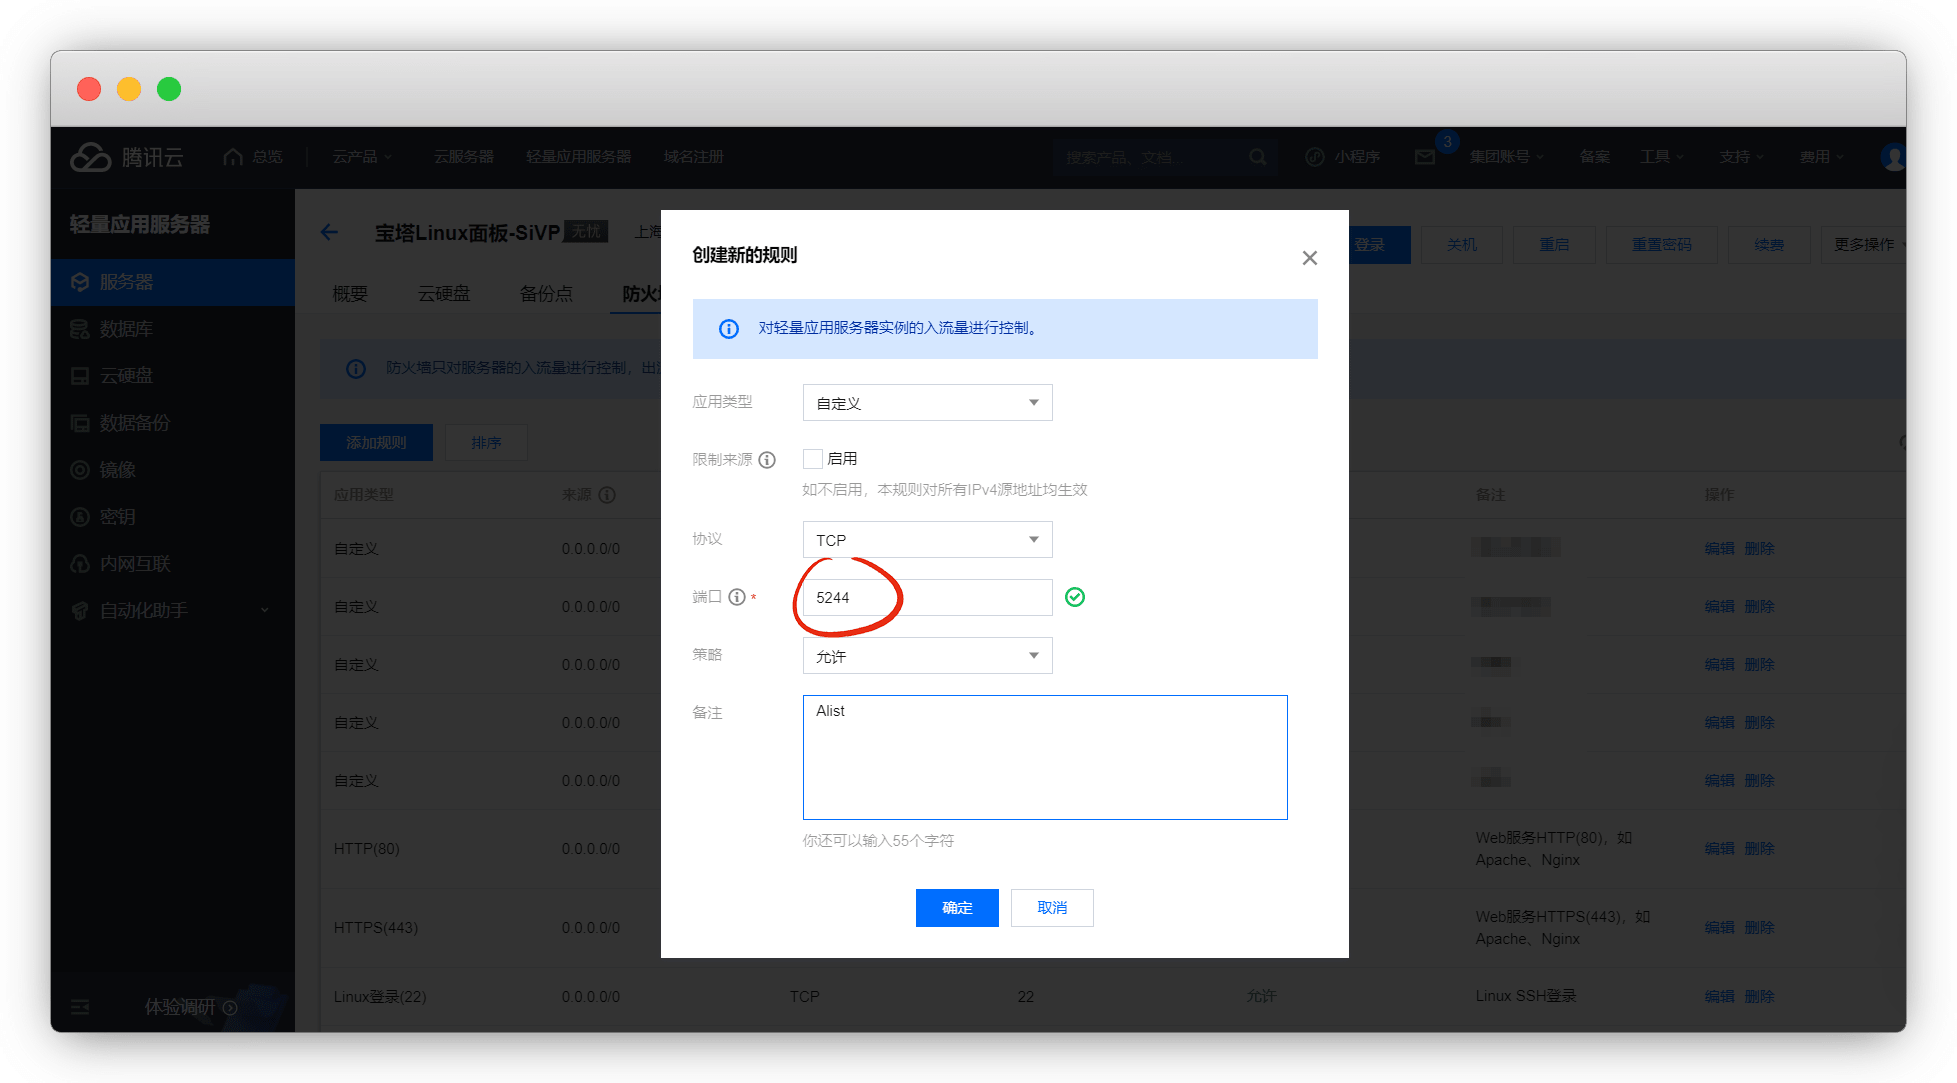 腾讯云 总览 云产品 云服务器 轻量应用服务器 域名注册 搜索产品、文档... 小程序 3 集团账号 备案 工具 支持 费用
轻量应用服务器
服务器
数据库
云硬盘
数据备份
镜像
密钥
内网互联
自动化助手
体验调研
宝塔Linux面板-SiVP 无忧 上海
登录 关机 重启 重置密码 续费 更多操作
概要 云硬盘 备份点 防火
防火墙只对服务器的入流量进行控制，出
添加规则 排序
应用类型 来源 备注 操作
自定义 0.0.0.0/0 编辑 删除
自定义 0.0.0.0/0 编辑 删除
自定义 0.0.0.0/0 编辑 删除
自定义 0.0.0.0/0 编辑 删除
自定义 0.0.0.0/0 编辑 删除
HTTP(80) 0.0.0.0/0 Web服务HTTP(80)，如
Apache、Nginx 编辑 删除
HTTPS(443) 0.0.0.0/0 Web服务HTTPS(443)，如
Apache、Nginx 编辑 删除
Linux登录(22) 0.0.0.0/0 TCP 22 允许 Linux SSH登录 编辑 删除
创建新的规则
对轻量应用服务器实例的入流量进行控制。
应用类型 自定义
限制来源 启用
如不启用，本规则对所有IPv4源地址均生效
协议 TCP
端口 * 5244
策略 允许
备注 Alist
你还可以输入55个字符
确定 取消